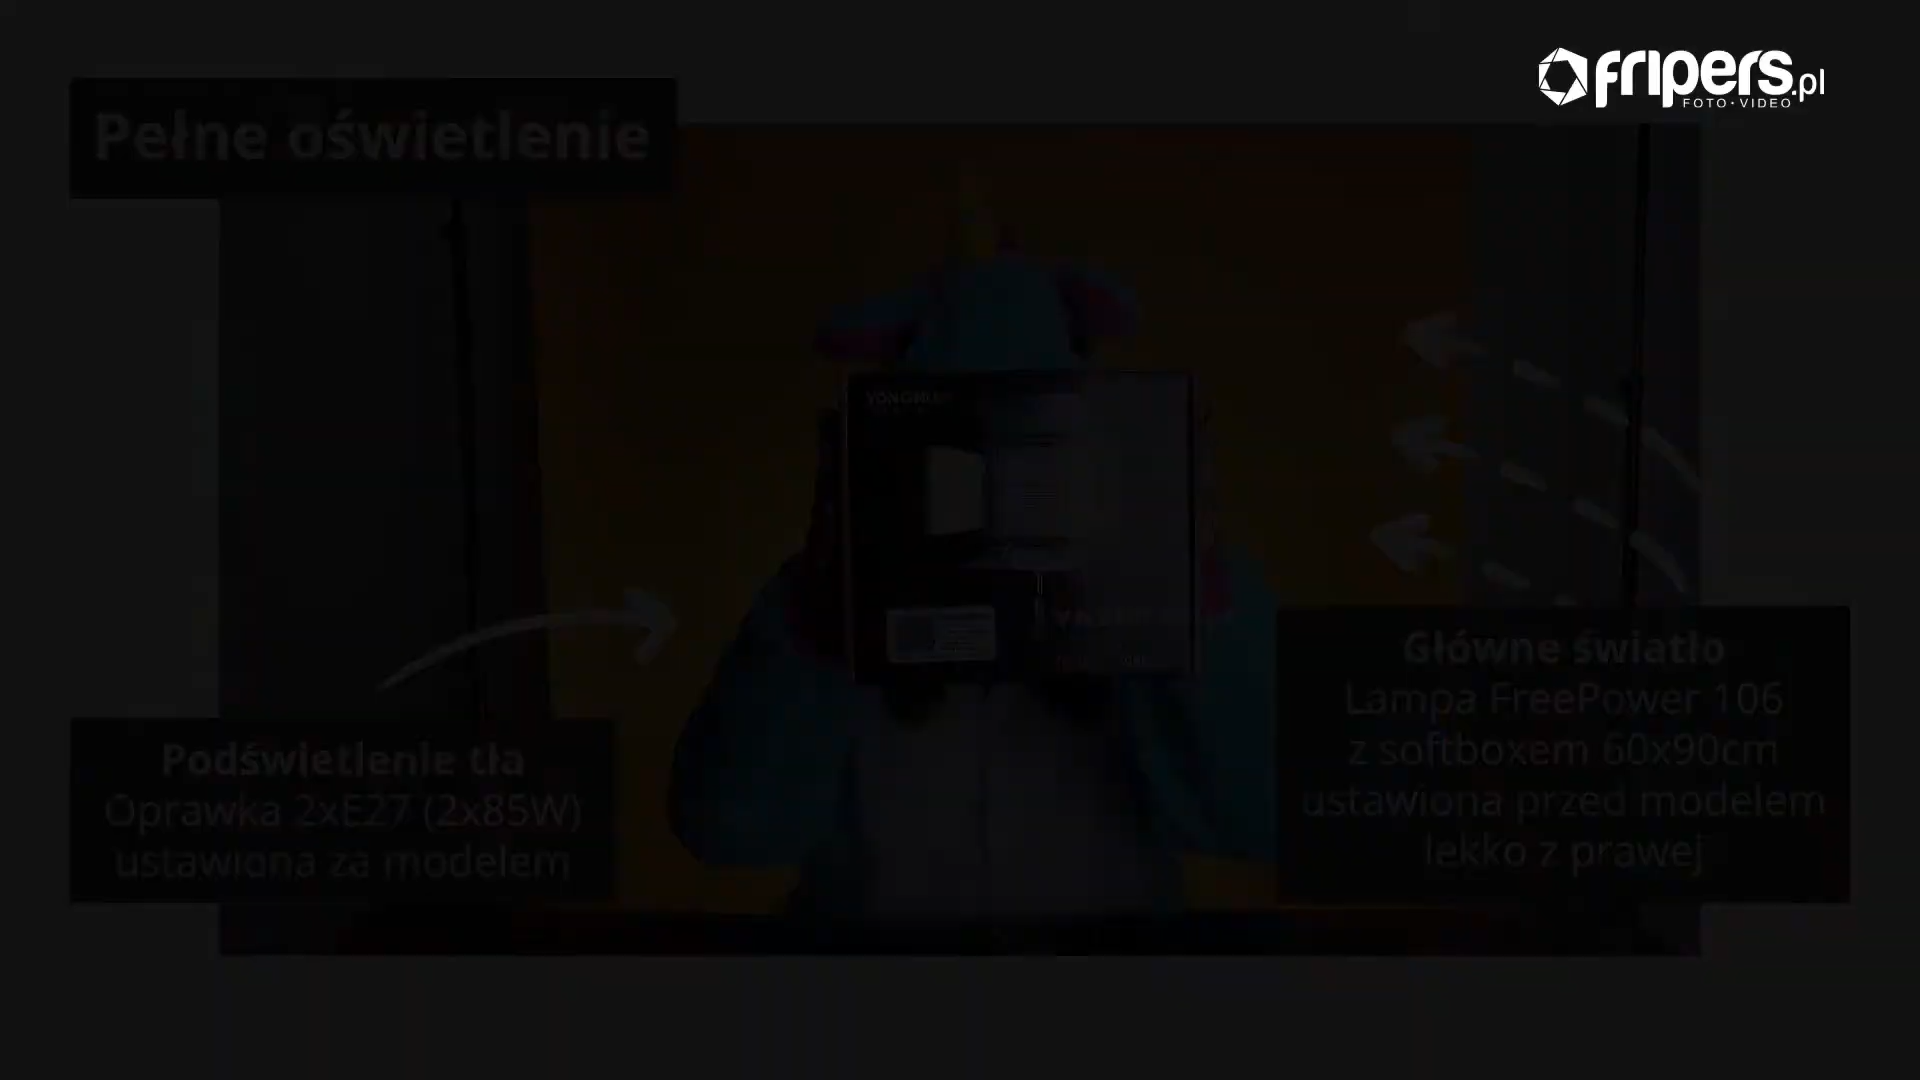 fripers.pl
FOTO • VIDEO
Pełne oświetlenie
YONGNUO
Podświetlenie tła
Oprawka 2xE27 (2x85W)
ustawiona za modelem
Główne światło
Lampa FreePower 106
z softboxem 60x90cm
ustawiona przed modelem
lekko z prawej